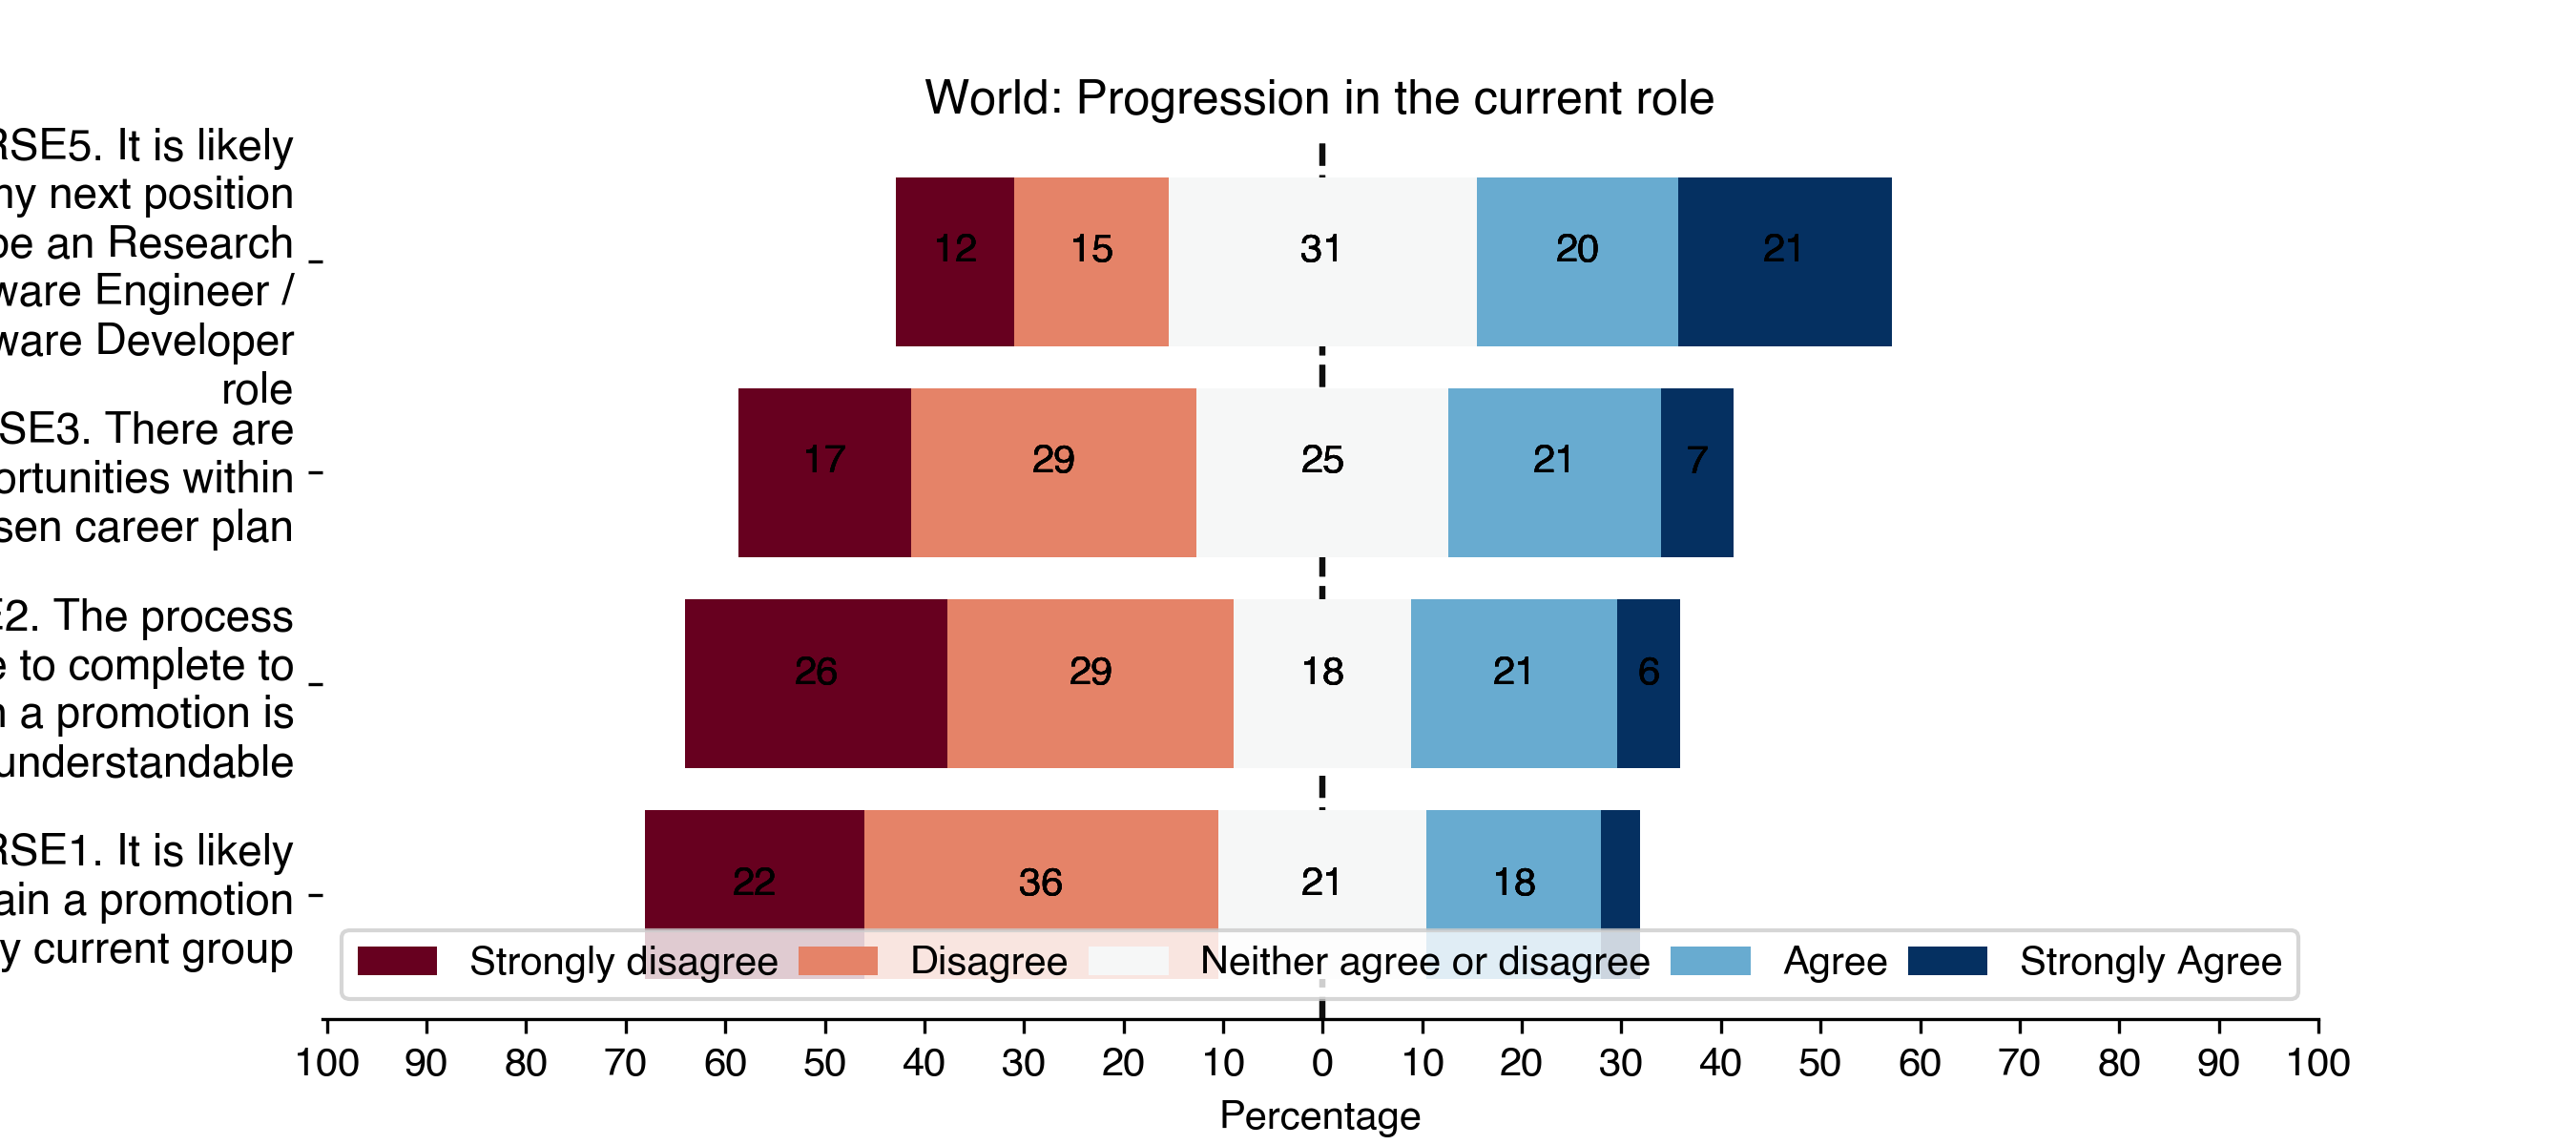 World: Progression in the current role
RSE5. It is likely
my next position
be an Research
ware Engineer /
ware Developer
role
12 15 31 20 21
SE3. There are
ortunities within
sen career plan
17 29 25 21 7
E2. The process
e to complete to
n a promotion is
understandable
26 29 18 21 6
RSE1. It is likely
ain a promotion
y current group
22 36 21 18
Strongly disagree Disagree Neither agree or disagree Agree Strongly Agree
100 90 80 70 60 50 40 30 20 10 0 10 20 30 40 50 60 70 80 90 100
Percentage